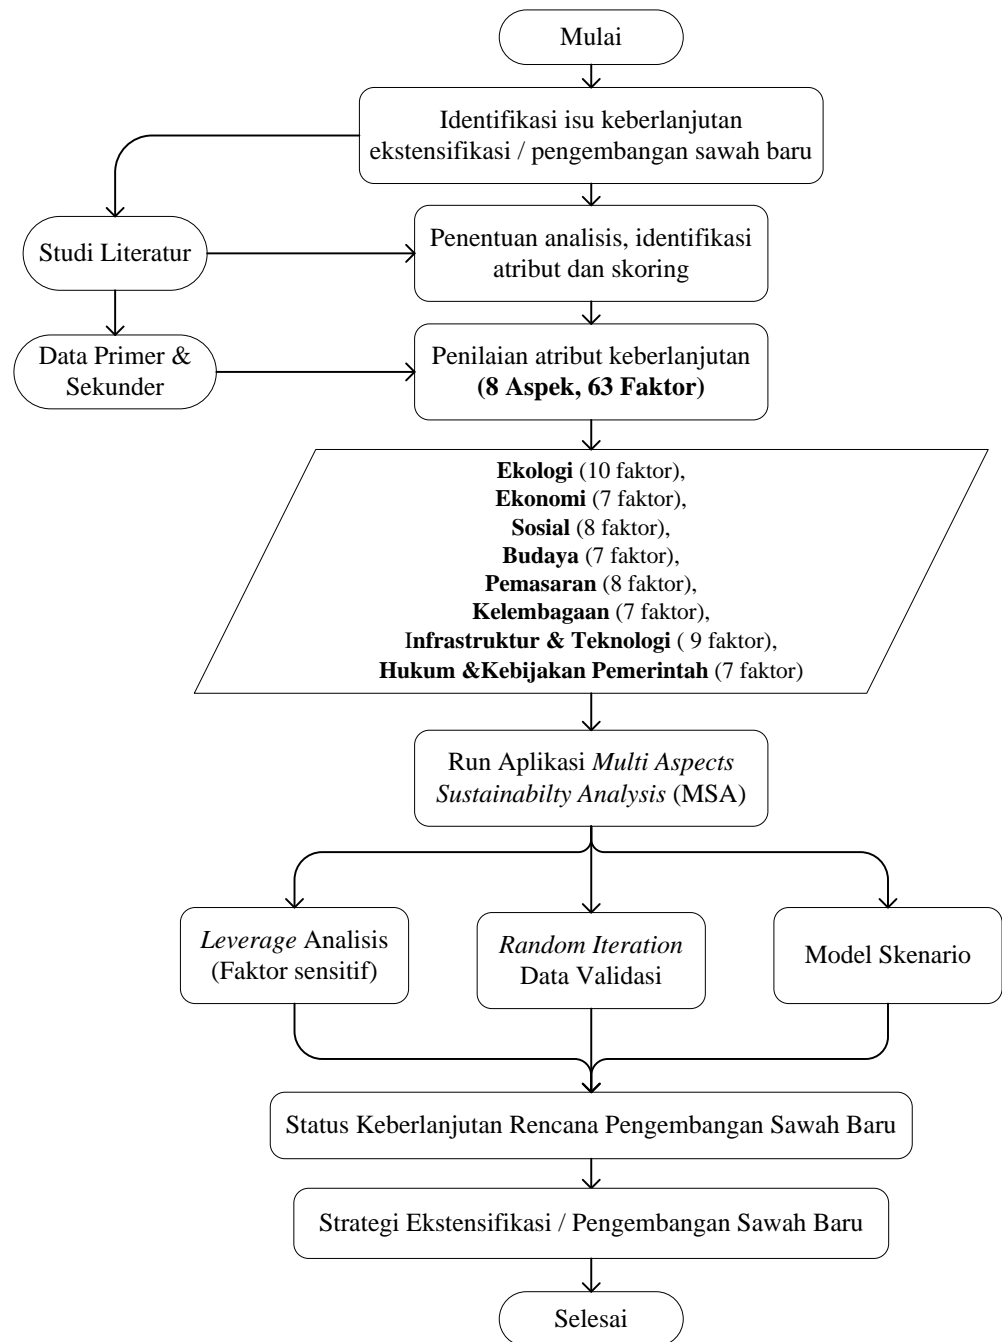 Mulai
Identifikasi isu keberlanjutan
ekstensifikasi / pengembangan sawah baru
Studi Literatur
Penentuan analisis, identifikasi
atribut dan skoring
Data Primer &
Sekunder
Penilaian atribut keberlanjutan
(8 Aspek, 63 Faktor)
Ekologi (10 faktor),
Ekonomi (7 faktor),
Sosial (8 faktor),
Budaya (7 faktor),
Pemasaran (8 faktor),
Kelembagaan (7 faktor),
Infrastruktur & Teknologi ( 9 faktor),
Hukum &Kebijakan Pemerintah (7 faktor)
Run Aplikasi Multi Aspects
Sustainabilty Analysis (MSA)
Leverage Analisis
(Faktor sensitif)
Random Iteration
Data Validasi
Model Skenario
Status Keberlanjutan Rencana Pengembangan Sawah Baru
Strategi Ekstensifikasi / Pengembangan Sawah Baru
Selesai